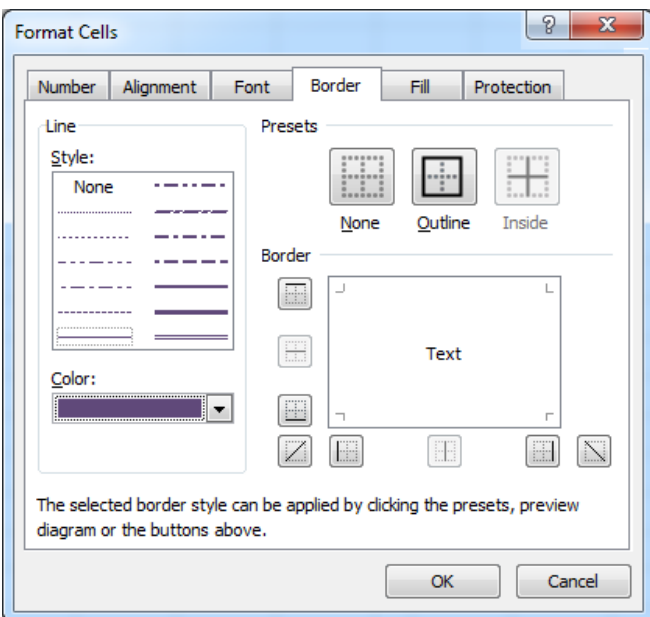 Format Cells
?
X
Number Alignment Font Border Fill Protection
Line
Style:
None
Color:
Presets
None Outline Inside
Border
Text
The selected border style can be applied by clicking the presets, preview
diagram or the buttons above.
OK Cancel